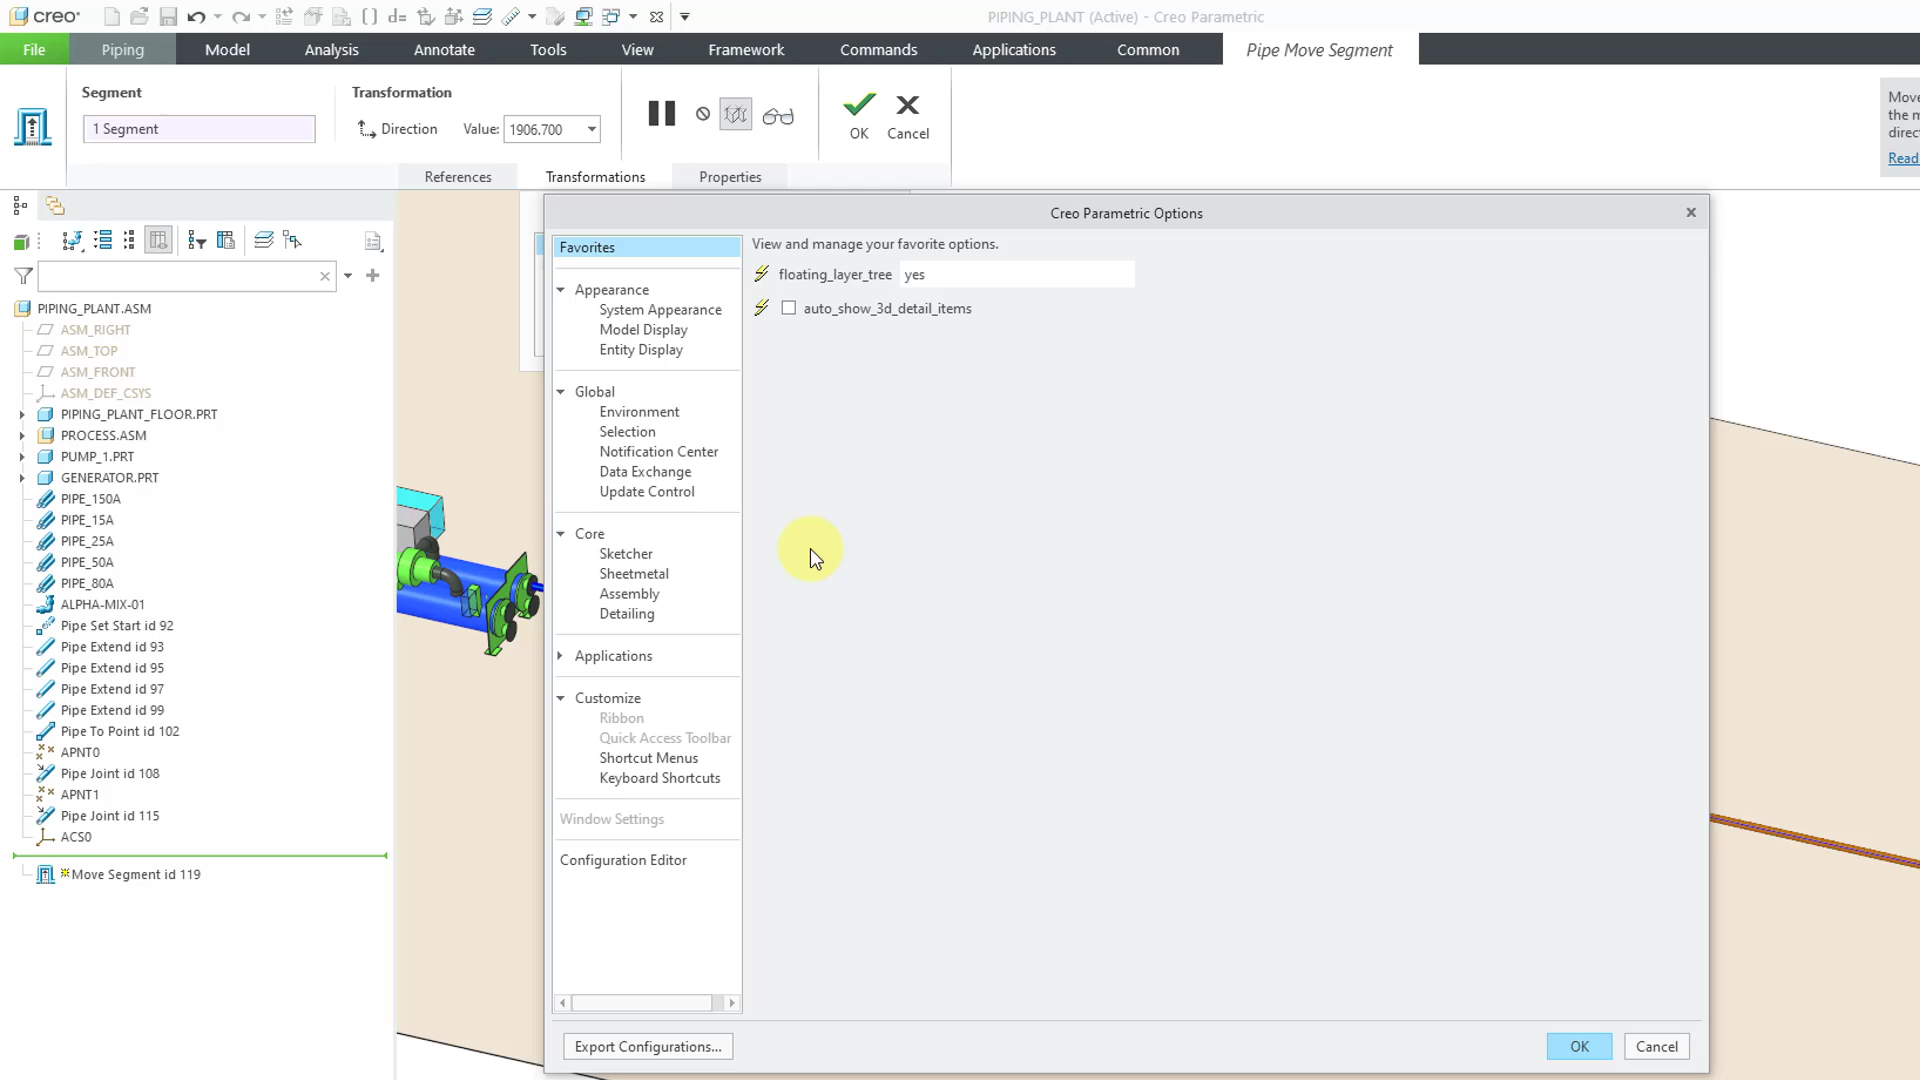 creo®
PIPING_PLANT (Active) - Creo Parametric
File Piping Model Analysis Annotate Tools View Framework Commands Applications Common Pipe Move Segment
Segment
1 Segment
Transformation
Direction Value: 1906.700
OK Cancel
References Transformations Properties
Move
the m
direc
Read
PIPING_PLANT.ASM
ASM_RIGHT
ASM_TOP
ASM_FRONT
ASM_DEF_CSYS
PIPING_PLANT_FLOOR.PRT
PROCESS.ASM
PUMP_1.PRT
GENERATOR.PRT
PIPE_150A
PIPE_15A
PIPE_25A
PIPE_50A
PIPE_80A
ALPHA-MIX-01
Pipe Set Start id 92
Pipe Extend id 93
Pipe Extend id 95
Pipe Extend id 97
Pipe Extend id 99
Pipe To Point id 102
APNT0
Pipe Joint id 108
APNT1
Pipe Joint id 115
ACS0
Move Segment id 119
Creo Parametric Options
Favorites
Appearance
System Appearance
Model Display
Entity Display
Global
Environment
Selection
Notification Center
Data Exchange
Update Control
Core
Sketcher
Sheetmetal
Assembly
Detailing
Applications
Customize
Ribbon
Quick Access Toolbar
Shortcut Menus
Keyboard Shortcuts
Window Settings
Configuration Editor
View and manage your favorite options.
floating_layer_tree yes
auto_show_3d_detail_items
Export Configurations...
OK Cancel